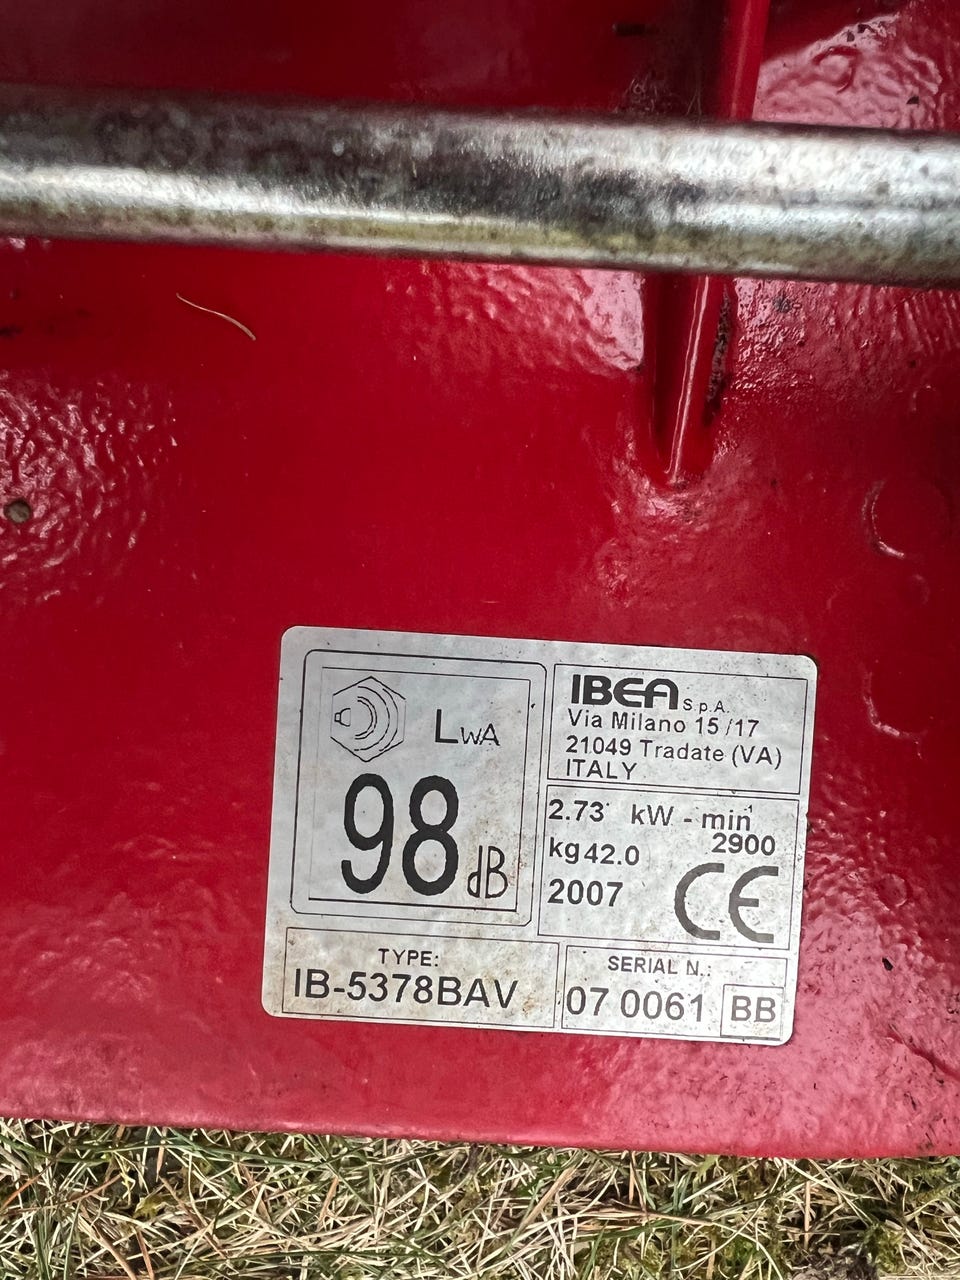 LWA
98 dB
IBEA S.p.A.
Via Milano 15/17
21049 Tradate (VA)
ITALY
2.73 kW - min⁻¹
2900
kg 42.0
2007
CE
TYPE:
IB-5378BAV
SERIAL N.:
07 0061 BB